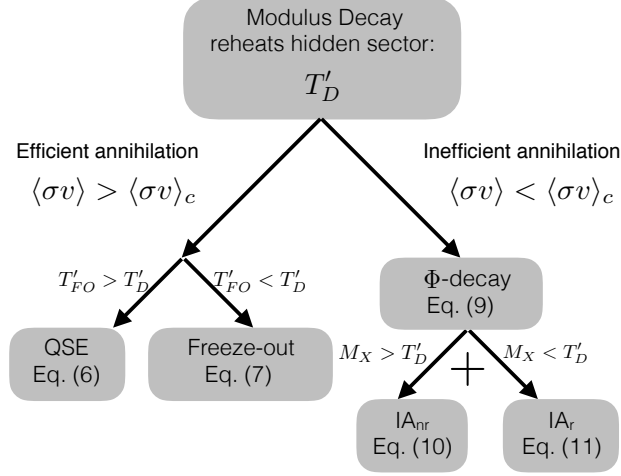 Modulus Decay
reheats hidden sector:
T′_D
Efficient annihilation
⟨σv⟩ > ⟨σv⟩_c
Inefficient annihilation
⟨σv⟩ < ⟨σv⟩_c
T′_FO > T′_D
T′_FO < T′_D
Φ-decay
Eq. (9)
QSE
Eq. (6)
Freeze-out
Eq. (7)
M_X > T′_D
+
M_X < T′_D
IA_nr
Eq. (10)
IA_r
Eq. (11)